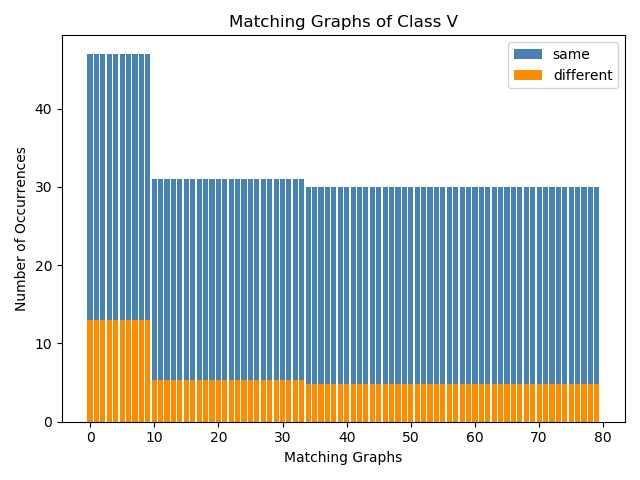 Matching Graphs of Class V
same
different
Number of Occurrences
40
30
20
10
0
0 10 20 30 40 50 60 70 80
Matching Graphs